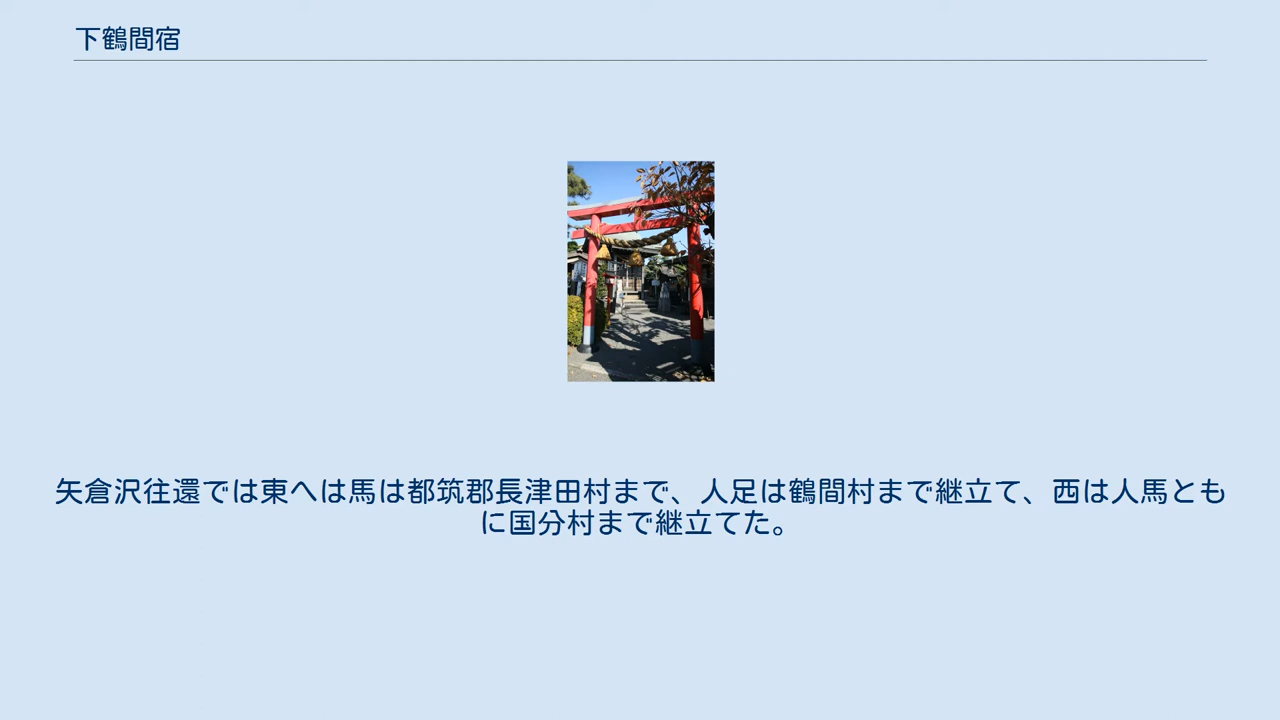 下鶴間宿
矢倉沢往還では東へは馬は都筑郡長津田村まで、人足は鶴間村まで継立て、西は人馬とも
に国分村まで継立てた。